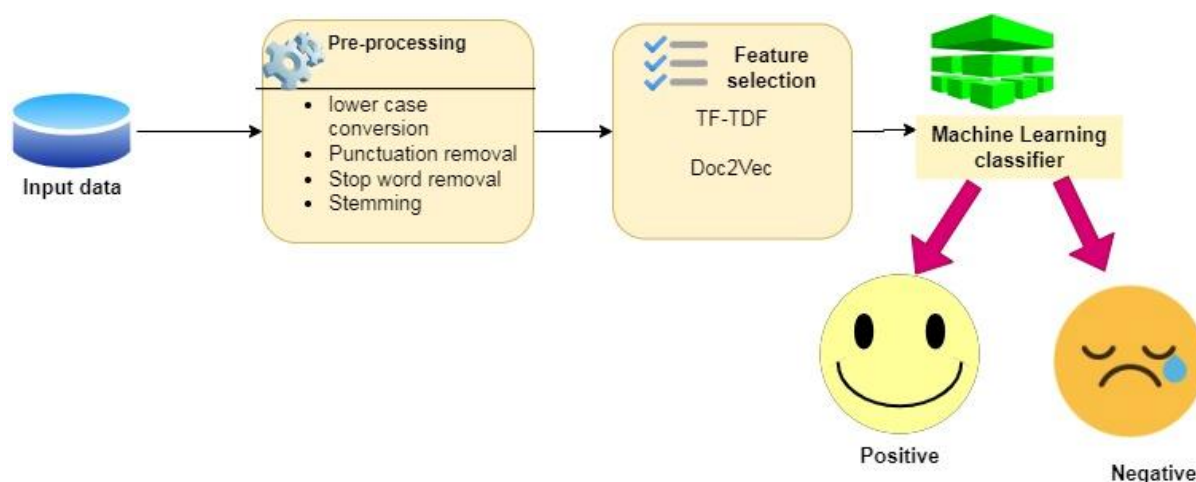 Input data
Pre-processing
• lower case
conversion
• Punctuation removal
• Stop word removal
• Stemming
Feature
selection
TF-TDF
Doc2Vec
Machine Learning
classifier
Positive
Negative